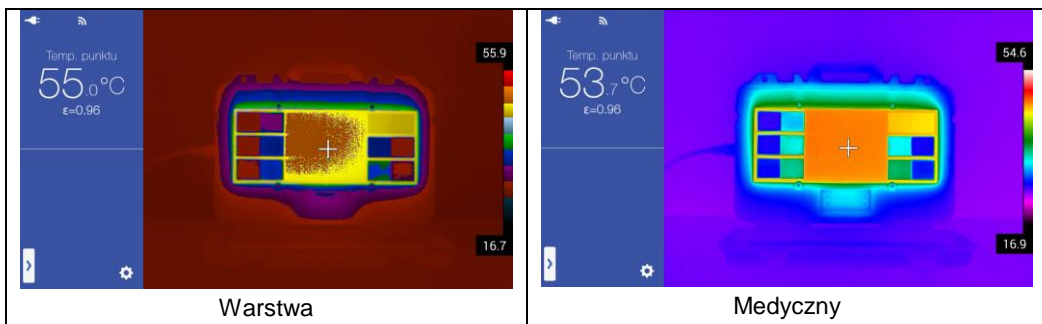 Temp. punktu
55.0°C
ε=0.96
55.9
16.7
Warstwa
Temp. punktu
53.7°C
ε=0.96
54.6
16.9
Medyczny